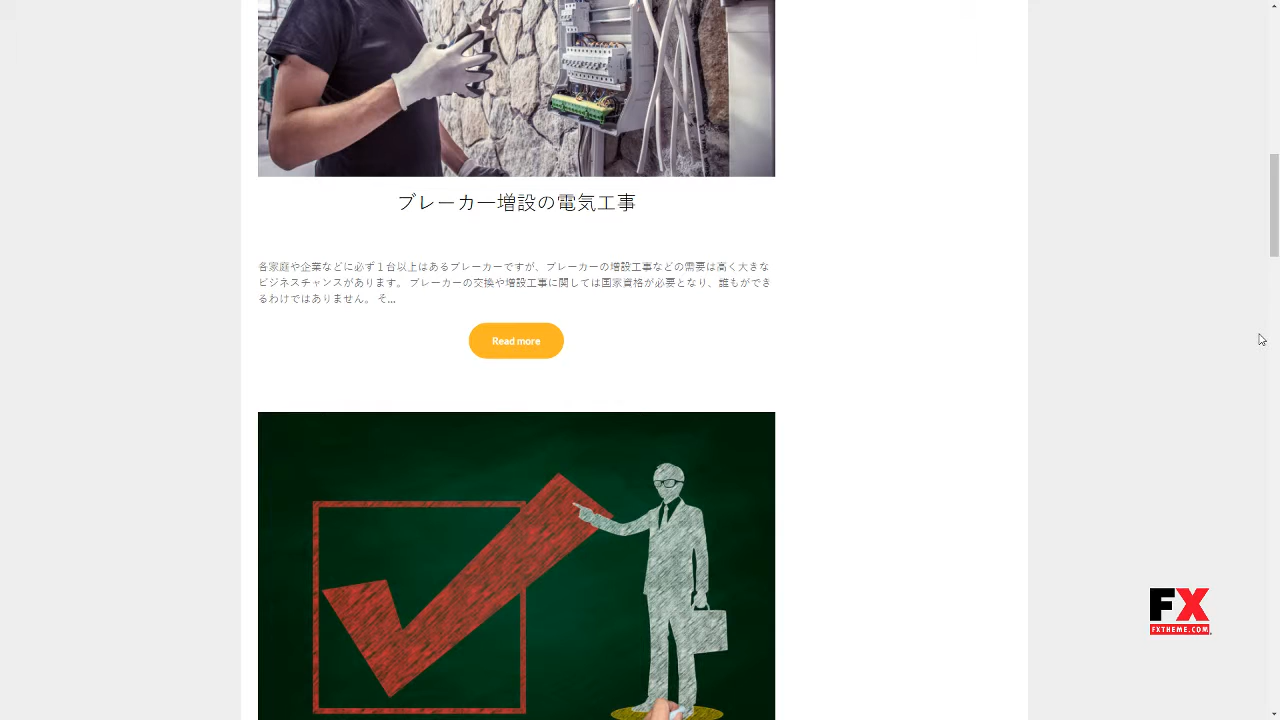 ブレーカー増設の電気工事
各家庭や企業などに必ず１台以上はあるブレーカーですが、ブレーカーの増設工事などの需要は高く大きな
ビジネスチャンスがあります。 ブレーカーの交換や増設工事に関しては国家資格が必要となり、誰もができ
るわけではありません。 そ...
Read more
FX
FXTHEME.COM.